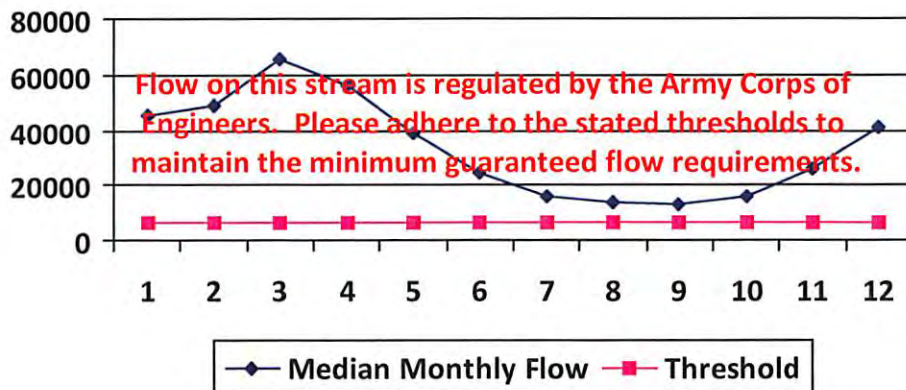 80000
60000
40000
20000
0
Flow on this stream is regulated by the Army Corps of
Engineers. Please adhere to the stated thresholds to
maintain the minimum guaranteed flow requirements.
1 2 3 4 5 6 7 8 9 10 11 12
Median Monthly Flow Threshold